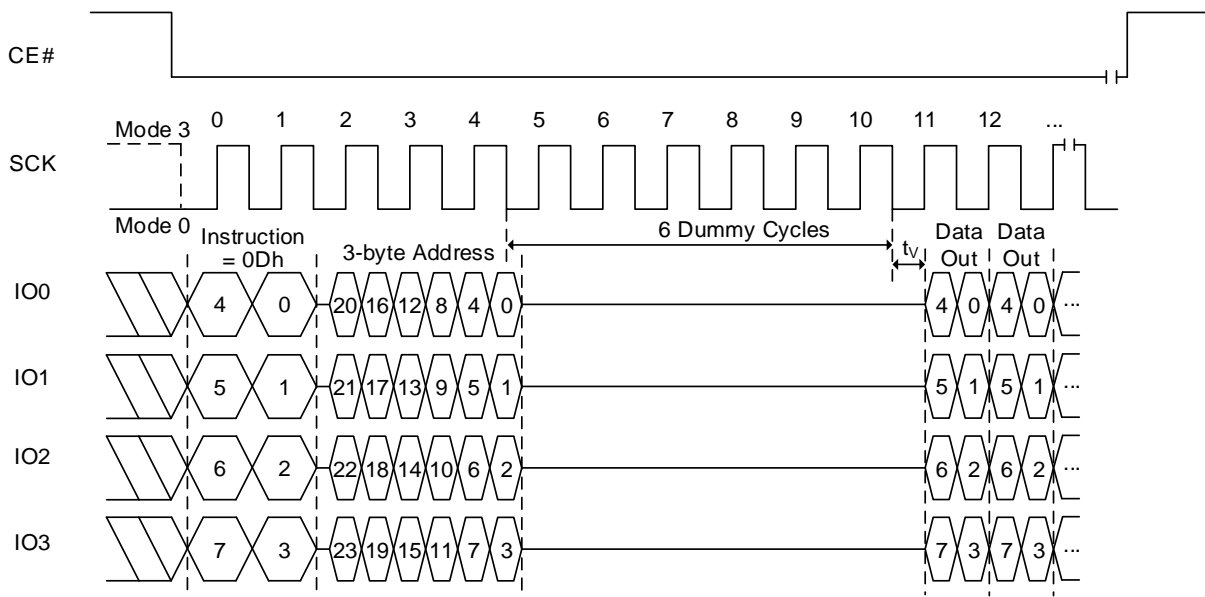 CE#
0 1 2 3 4 5 6 7 8 9 10 11 12 ...
Mode 3
SCK
Mode 0
Instruction
= 0Dh
3-byte Address
6 Dummy Cycles
tV
Data
Out
Data
Out
IO0 4 0 20 16 12 8 4 0 4 0 4 0 ...
IO1 5 1 21 17 13 9 5 1 5 1 5 1 ...
IO2 6 2 22 18 14 10 6 2 6 2 6 2 ...
IO3 7 3 23 19 15 11 7 3 7 3 7 3 ...